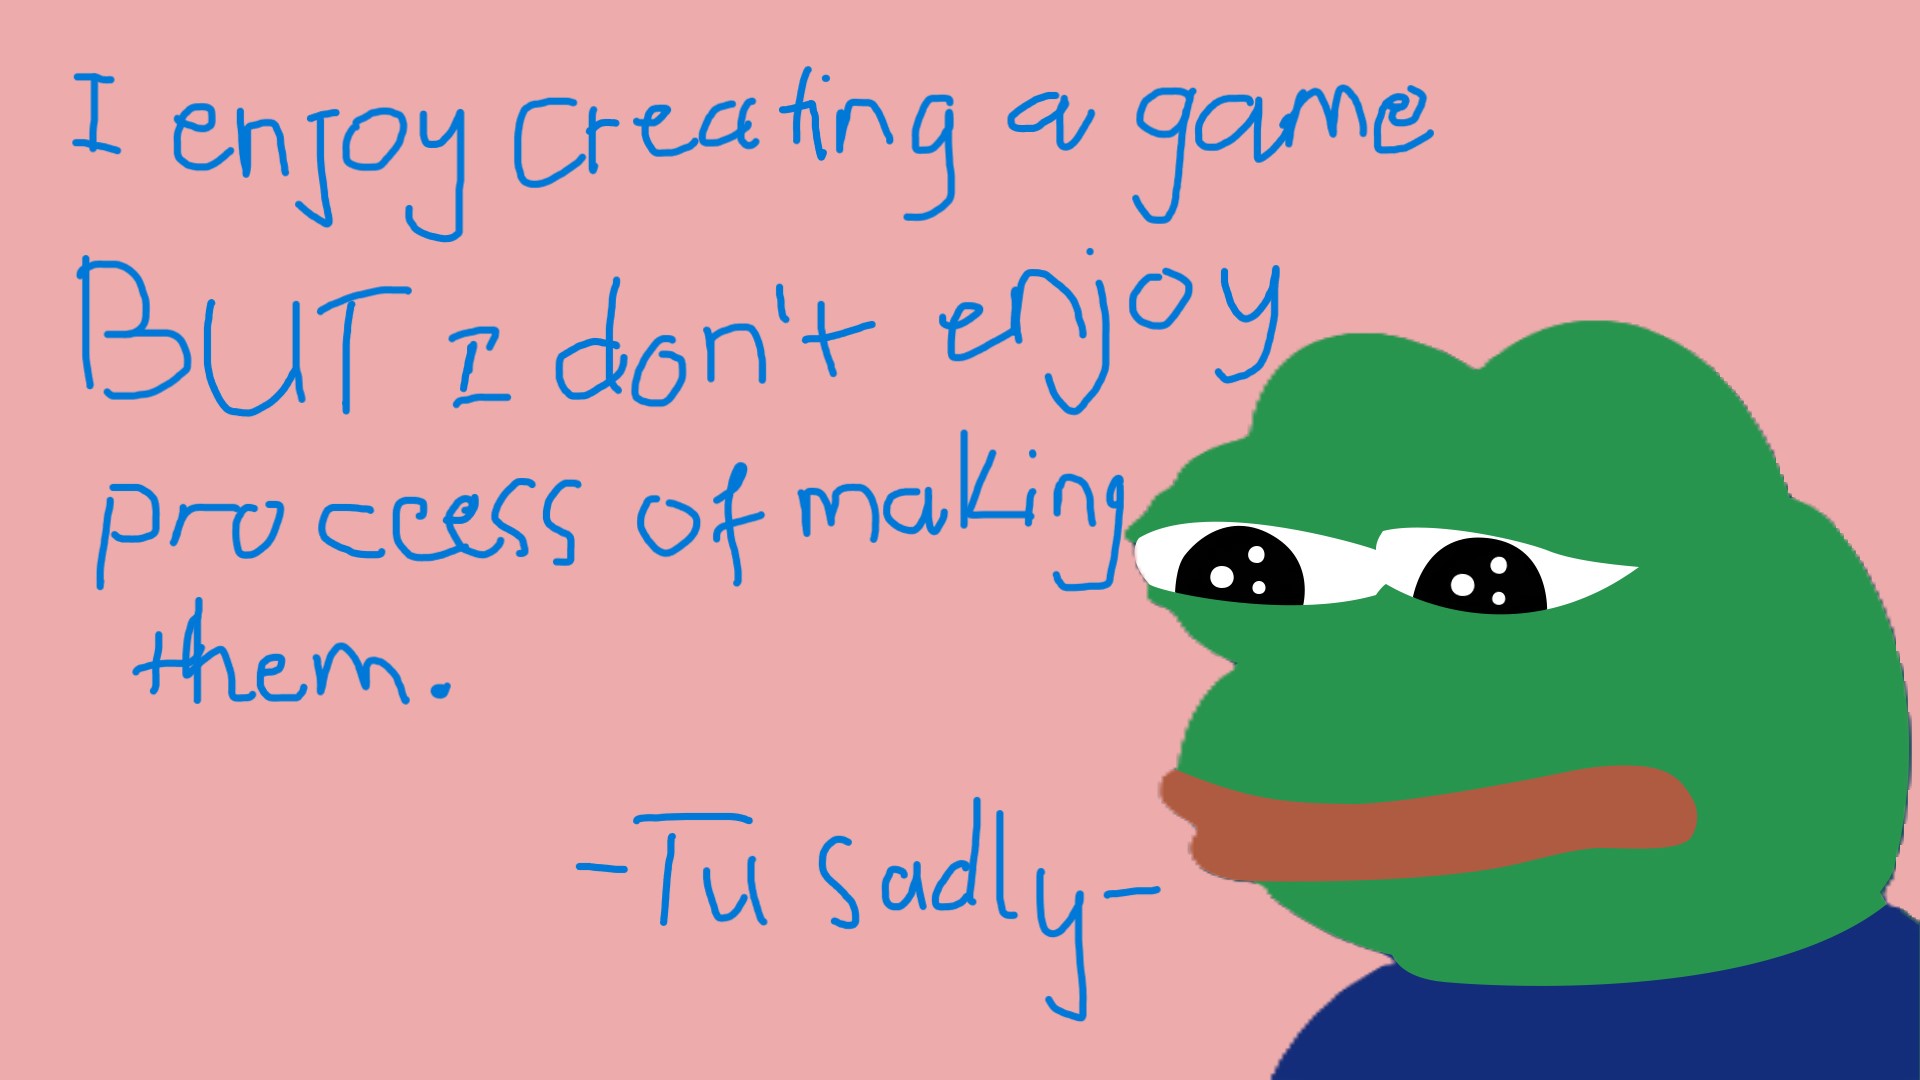 I enjoy creating a game
BUT I don't enjoy
process of making
them.
-Tu Sadly-